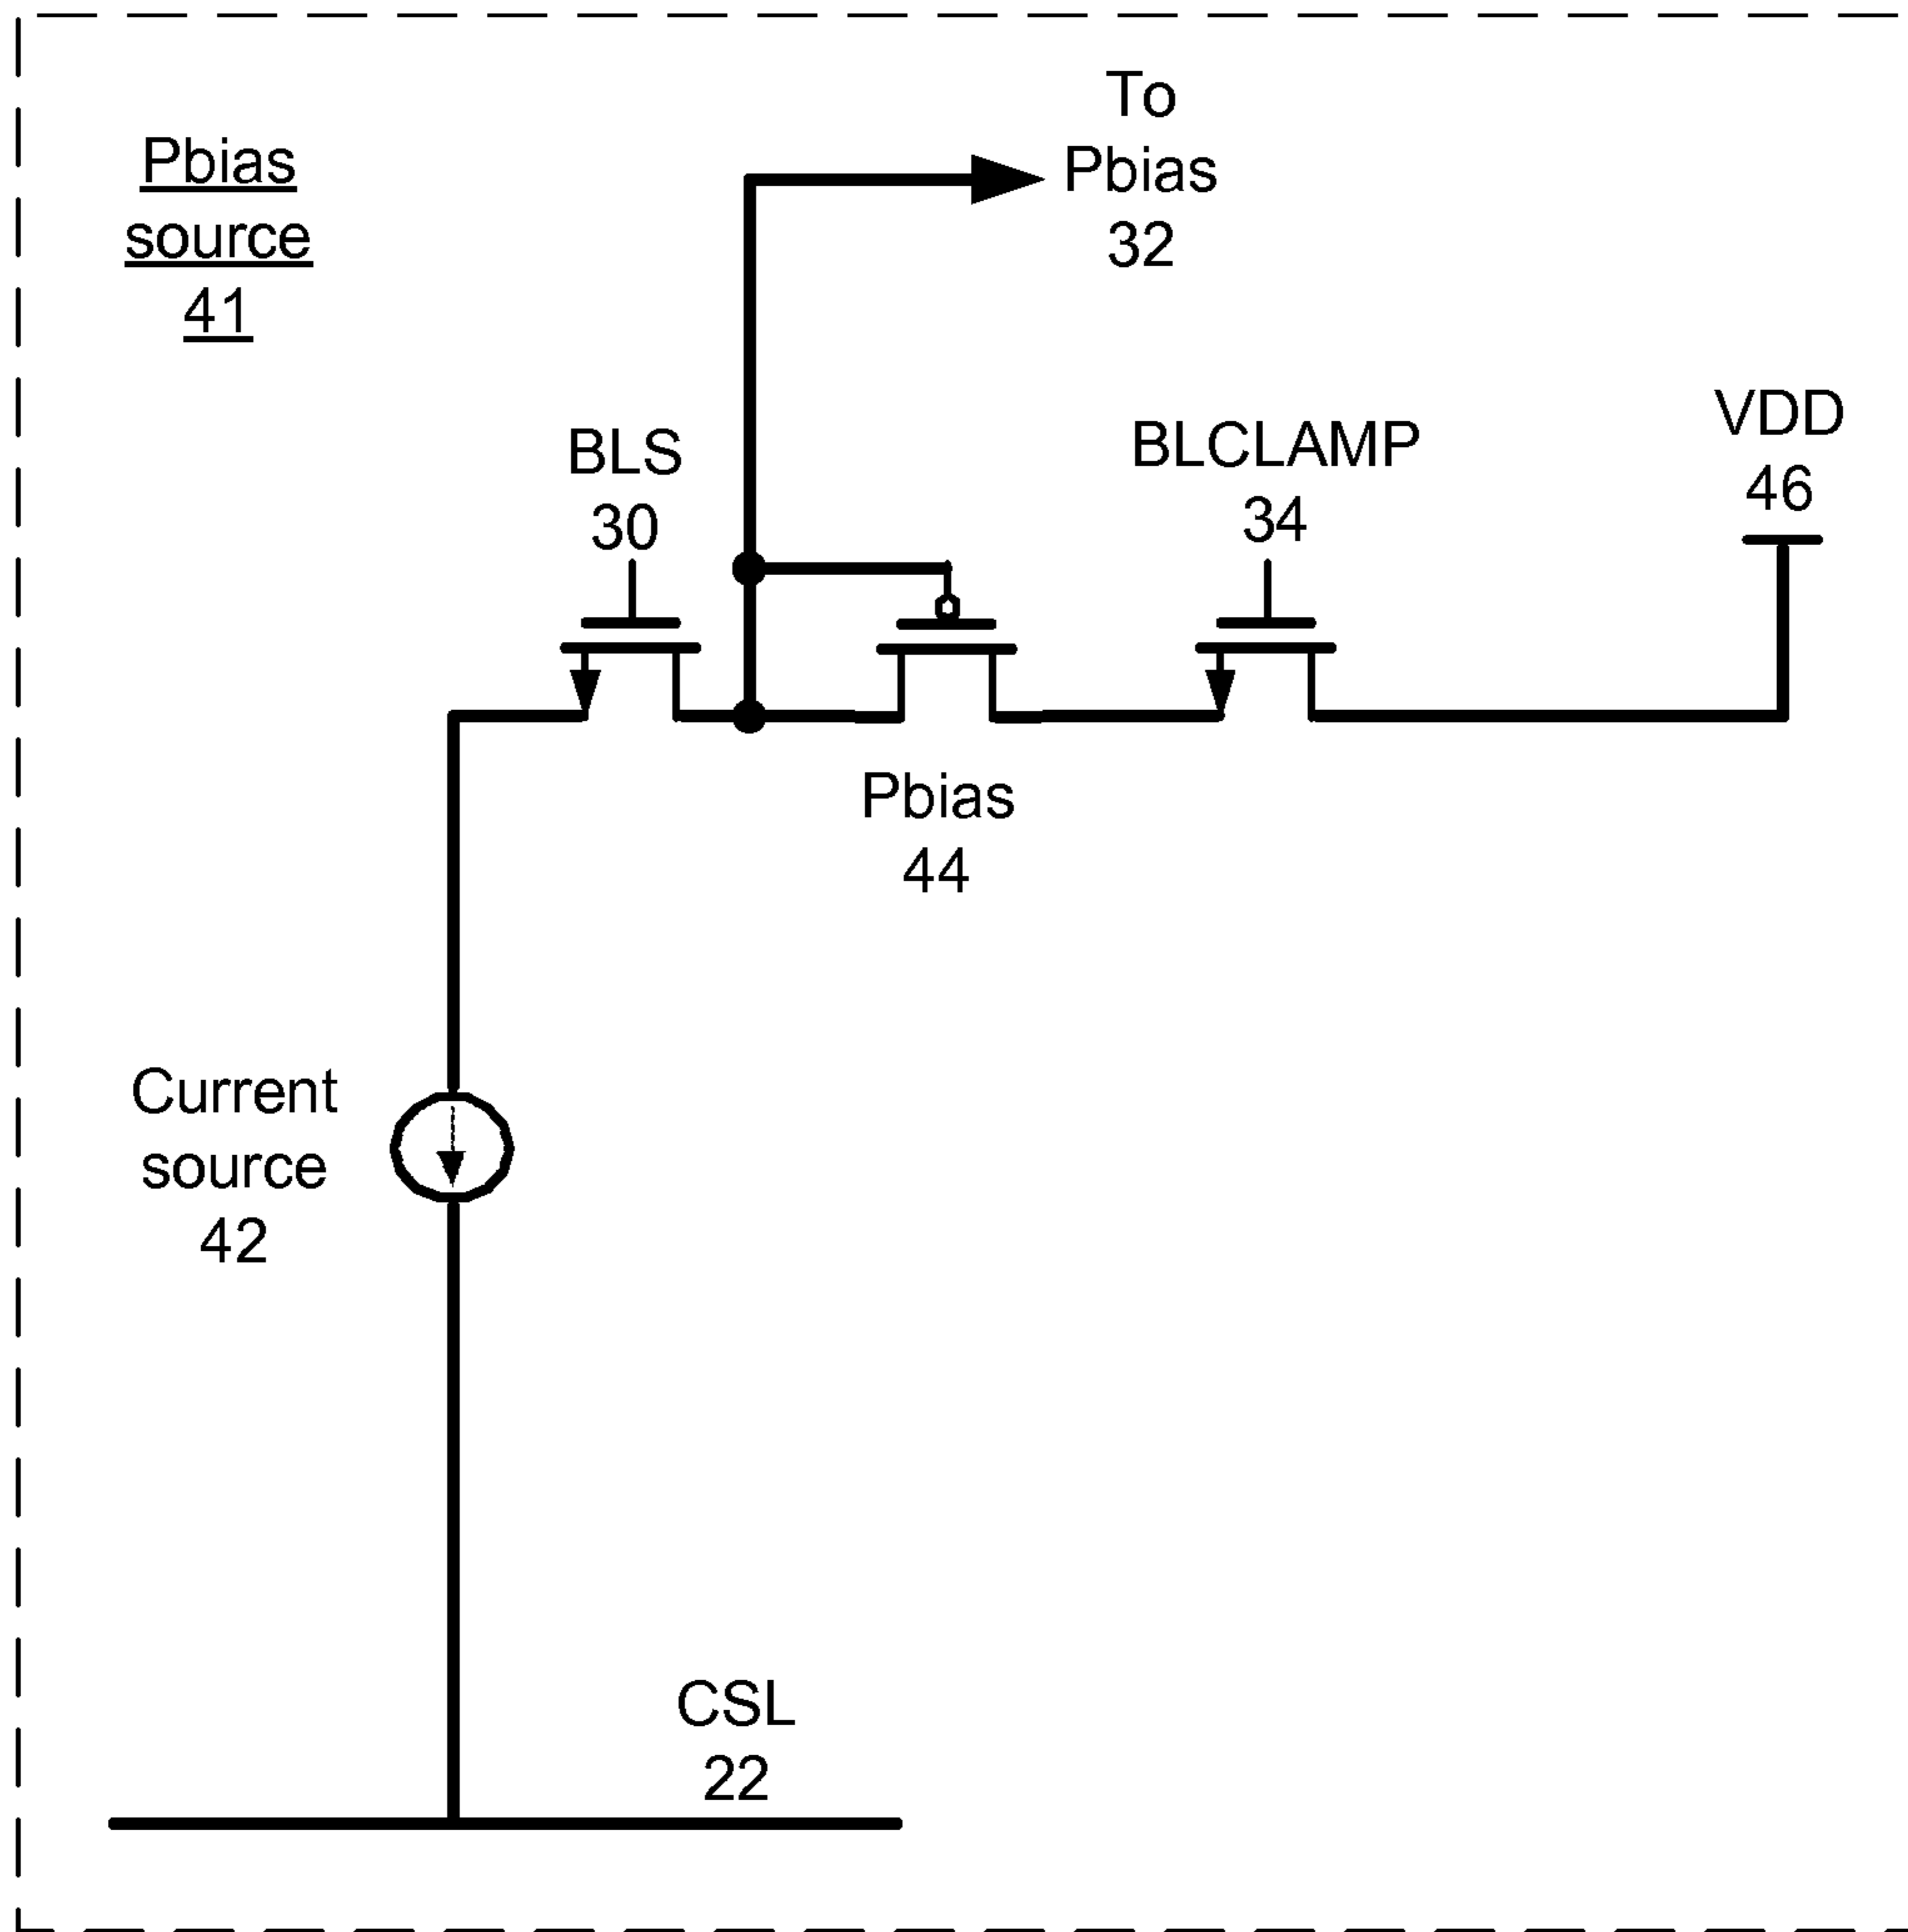 Pbias
source
41
To
Pbias
32
BLS
30
BLCLAMP
34
VDD
46
Pbias
44
Current
source
42
CSL
22